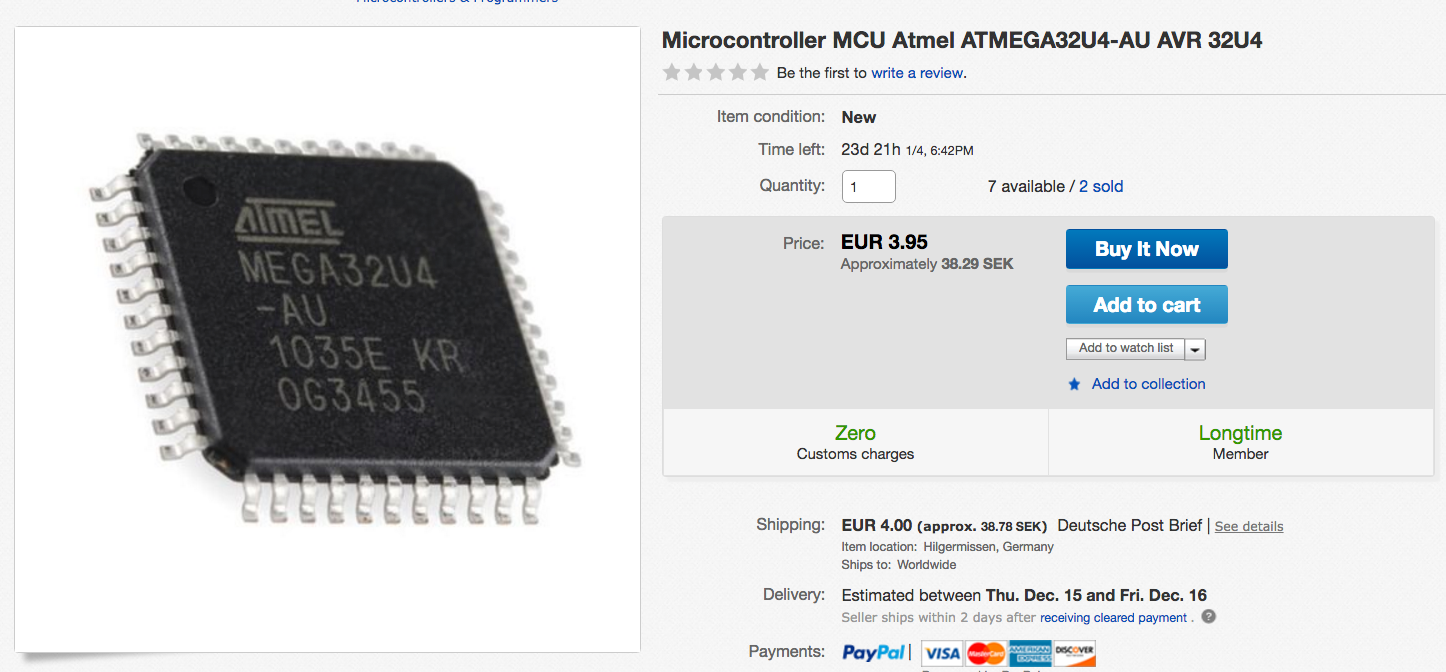 Microcontrollers & Programmers
Microcontroller MCU Atmel ATMEGA32U4-AU AVR 32U4
Be the first to write a review.
Item condition: New
Time left: 23d 21h 1/4, 6:42PM
Quantity: 1 7 available / 2 sold
Price: EUR 3.95
Approximately 38.29 SEK
Buy It Now
Add to cart
Add to watch list
Add to collection
Zero
Customs charges
Longtime
Member
Shipping: EUR 4.00 (approx. 38.78 SEK) Deutsche Post Brief | See details
Item location: Hilgermissen, Germany
Ships to: Worldwide
Delivery: Estimated between Thu. Dec. 15 and Fri. Dec. 16
Seller ships within 2 days after receiving cleared payment . ?
Payments: PayPal | VISA MasterCard AMERICAN EXPRESS DISCOVER
ATMEL
MEGA32U4
-AU
1035E KR
0G3455